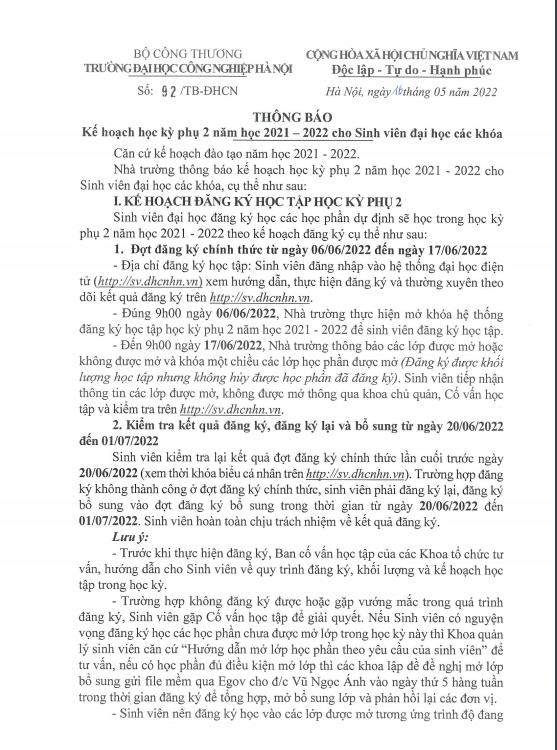 BỘ CÔNG THƯƠNG
TRƯỜNG ĐẠI HỌC CÔNG NGHIỆP HÀ NỘI
Số: 92 /TB-ĐHCN
CỘNG HÒA XÃ HỘI CHỦ NGHĨA VIỆT NAM
Độc lập - Tự do - Hạnh phúc
Hà Nội, ngày 16 tháng 05 năm 2022
THÔNG BÁO
Kế hoạch học kỳ phụ 2 năm học 2021 – 2022 cho Sinh viên đại học các khóa
Căn cứ kế hoạch đào tạo năm học 2021 - 2022.
Nhà trường thông báo kế hoạch học kỳ phụ 2 năm học 2021 - 2022 cho
Sinh viên đại học các khóa, cụ thể như sau:
I. KẾ HOẠCH ĐĂNG KÝ HỌC TẬP HỌC KỲ PHỤ 2
Sinh viên đại học đăng ký học các học phần dự định sẽ học trong học kỳ
phụ 2 năm học 2021 - 2022 theo kế hoạch đăng ký cụ thể như sau:
1. Đợt đăng ký chính thức từ ngày 06/06/2022 đến ngày 17/06/2022
- Địa chỉ đăng ký học tập: Sinh viên đăng nhập vào hệ thống đại học điện
tử (http://sv.dhcnhn.vn) xem hướng dẫn, thực hiện đăng ký và thường xuyên theo
dõi kết quả đăng ký trên http://sv.dhcnhn.vn.
- Đúng 9h00 ngày 06/06/2022, Nhà trường thực hiện mở khóa hệ thống
đăng ký học tập học kỳ phụ 2 năm học 2021 - 2022 để sinh viên đăng ký học tập.
- Đến 9h00 ngày 17/06/2022, Nhà trường thông báo các lớp được mở hoặc
không được mở và khóa một chiều các lớp học phần được mở (Đăng ký được khối
lượng học tập nhưng không hủy được học phần đã đăng ký). Sinh viên tiếp nhận
thông tin các lớp được mở, không được mở thông qua khoa chủ quản, Cố vấn học
tập và kiểm tra trên http://sv.dhcnhn.vn.
2. Kiểm tra kết quả đăng ký, đăng ký lại và bổ sung từ ngày 20/06/2022
đến 01/07/2022
Sinh viên kiểm tra lại kết quả đợt đăng ký chính thức lần cuối trước ngày
20/06/2022 (xem thời khóa biểu cá nhân trên http://sv.dhcnhn.vn). Trường hợp đăng
ký không thành công ở đợt đăng ký chính thức, sinh viên phải đăng ký lại, đăng ký
bổ sung vào đợt đăng ký bổ sung trong thời gian từ ngày 20/06/2022 đến
01/07/2022. Sinh viên hoàn toàn chịu trách nhiệm về kết quả đăng ký.
Lưu ý:
- Trước khi thực hiện đăng ký, Ban cố vấn học tập của các Khoa tổ chức tư
vấn, hướng dẫn cho Sinh viên về quy trình đăng ký, khối lượng và kế hoạch học
tập trong học kỳ.
- Trường hợp không đăng ký được hoặc gặp vướng mắc trong quá trình
đăng ký, Sinh viên gặp Cố vấn học tập để giải quyết. Nếu Sinh viên có nguyện
vọng đăng ký học các học phần chưa được mở lớp trong học kỳ này thì Khoa quản
lý sinh viên căn cứ “Hướng dẫn mở lớp học phần theo yêu cầu của sinh viên” để
tư vấn, nếu có học phần đủ điều kiện mở lớp thì các khoa lập đề đề nghị mở lớp
bổ sung gửi file mềm qua Egov cho đ/c Vũ Ngọc Ánh vào ngày thứ 5 hàng tuần
trong thời gian đăng ký để tổng hợp, mở bổ sung lớp và phản hồi lại các đơn vị.
- Sinh viên nên đăng ký học vào các lớp được mở tương ứng trình độ đang